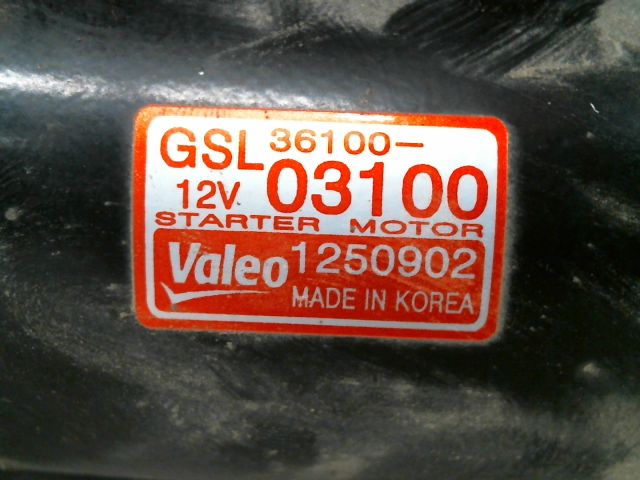 GSL 36100-
12V 03100
STARTER MOTOR
Valeo 1250902
MADE IN KOREA